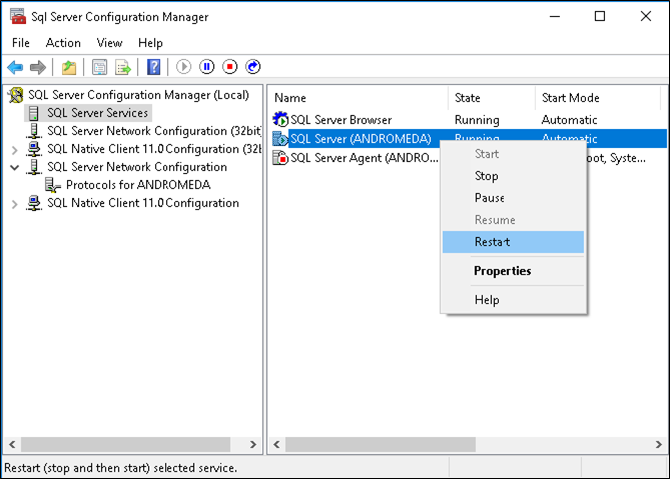 Sql Server Configuration Manager
File Action View Help
SQL Server Configuration Manager (Local)
SQL Server Services
SQL Server Network Configuration (32bit
SQL Native Client 11.0 Configuration (32bi
SQL Server Network Configuration
Protocols for ANDROMEDA
SQL Native Client 11.0 Configuration
Name State Start Mode
SQL Server Browser Running Automatic
SQL Server (ANDROMEDA) Running Automatic
SQL Server Agent (ANDRO... oot, Syste...
Start
Stop
Pause
Resume
Restart
Properties
Help
Restart (stop and then start) selected service.